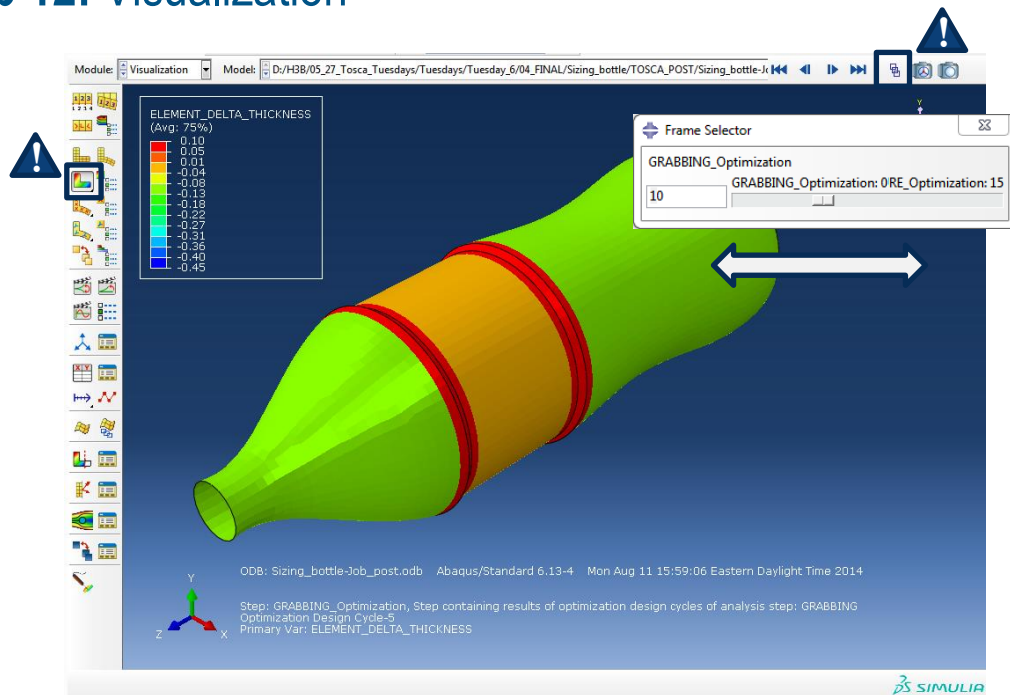 12: Visualization
Module: Visualization Model: D:/H3B/05_27_Tosca_Tuesdays/Tuesdays/Tuesday_6/04_FINAL/Sizing_bottle/TOSCA_POST/Sizing_bottle-Jo
ELEMENT_DELTA_THICKNESS
(Avg: 75%)
0.10
0.05
0.01
-0.04
-0.08
-0.13
-0.18
-0.22
-0.27
-0.31
-0.36
-0.40
-0.45
Y
Frame Selector
GRABBING_Optimization
GRABBING_Optimization: 0RE_Optimization: 15
10
ODB: Sizing_bottle-Job_post.odb Abaqus/Standard 6.13-4 Mon Aug 11 15:59:06 Eastern Daylight Time 2014
Step: GRABBING_Optimization, Step containing results of optimization design cycles of analysis step: GRABBING
Optimization Design Cycle-5
Primary Var: ELEMENT_DELTA_THICKNESS
Y
Z X
SIMULIA